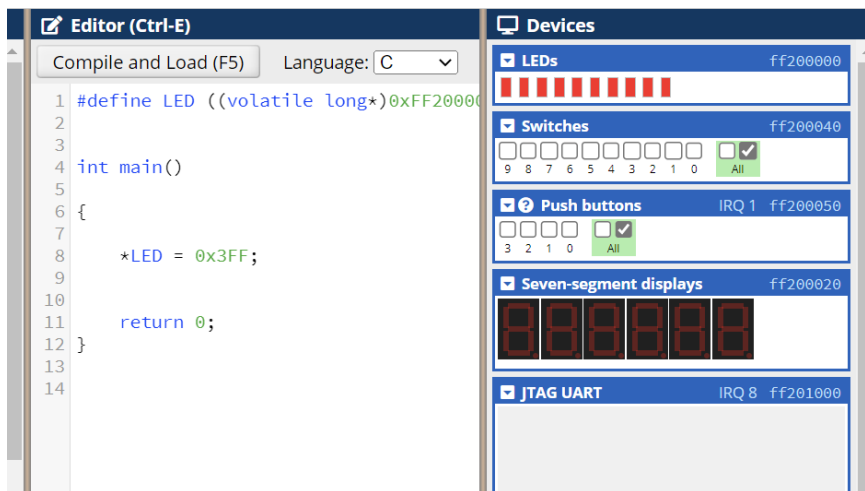 Editor (Ctrl-E)
Compile and Load (F5) Language: C
1 #define LED ((volatile long*)0xFF20000
2
3
4 int main()
5
6 {
7
8 *LED = 0x3FF;
9
10
11 return 0;
12 }
13
14
Devices
LEDs ff200000
Switches ff200040
9 8 7 6 5 4 3 2 1 0 All
Push buttons IRQ 1 ff200050
3 2 1 0 All
Seven-segment displays ff200020
JTAG UART IRQ 8 ff201000